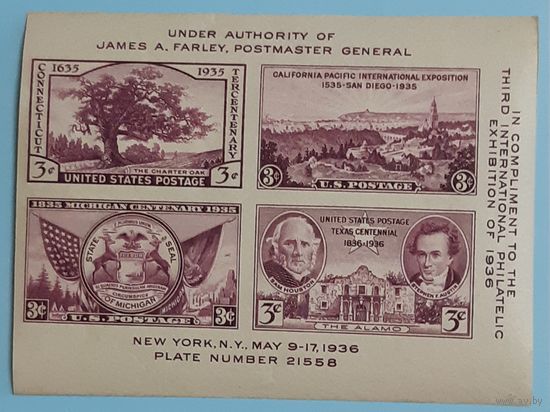 UNDER AUTHORITY OF
JAMES A. FARLEY, POSTMASTER GENERAL
1635 1935
CONNECTICUT
TERCENTENARY
THE CHARTER OAK
3¢ 3¢
UNITED STATES POSTAGE
CALIFORNIA PACIFIC INTERNATIONAL EXPOSITION
1535-SAN DIEGO-1935
3¢ 3¢
U.S. POSTAGE
1835 MICHIGAN CENTENARY 1935
STATE SEAL
OF MICHIGAN
3¢ 3¢
U.S. POSTAGE
UNITED STATES POSTAGE
TEXAS CENTENNIAL
1836-1936
SAM HOUSTON
STEPHEN F. AUSTIN
3¢ 3¢
THE ALAMO
IN COMPLIMENT TO THE
THIRD INTERNATIONAL PHILATELIC
EXHIBITION OF 1936
NEW YORK, N.Y., MAY 9-17, 1936
PLATE NUMBER 21558
www.av.by